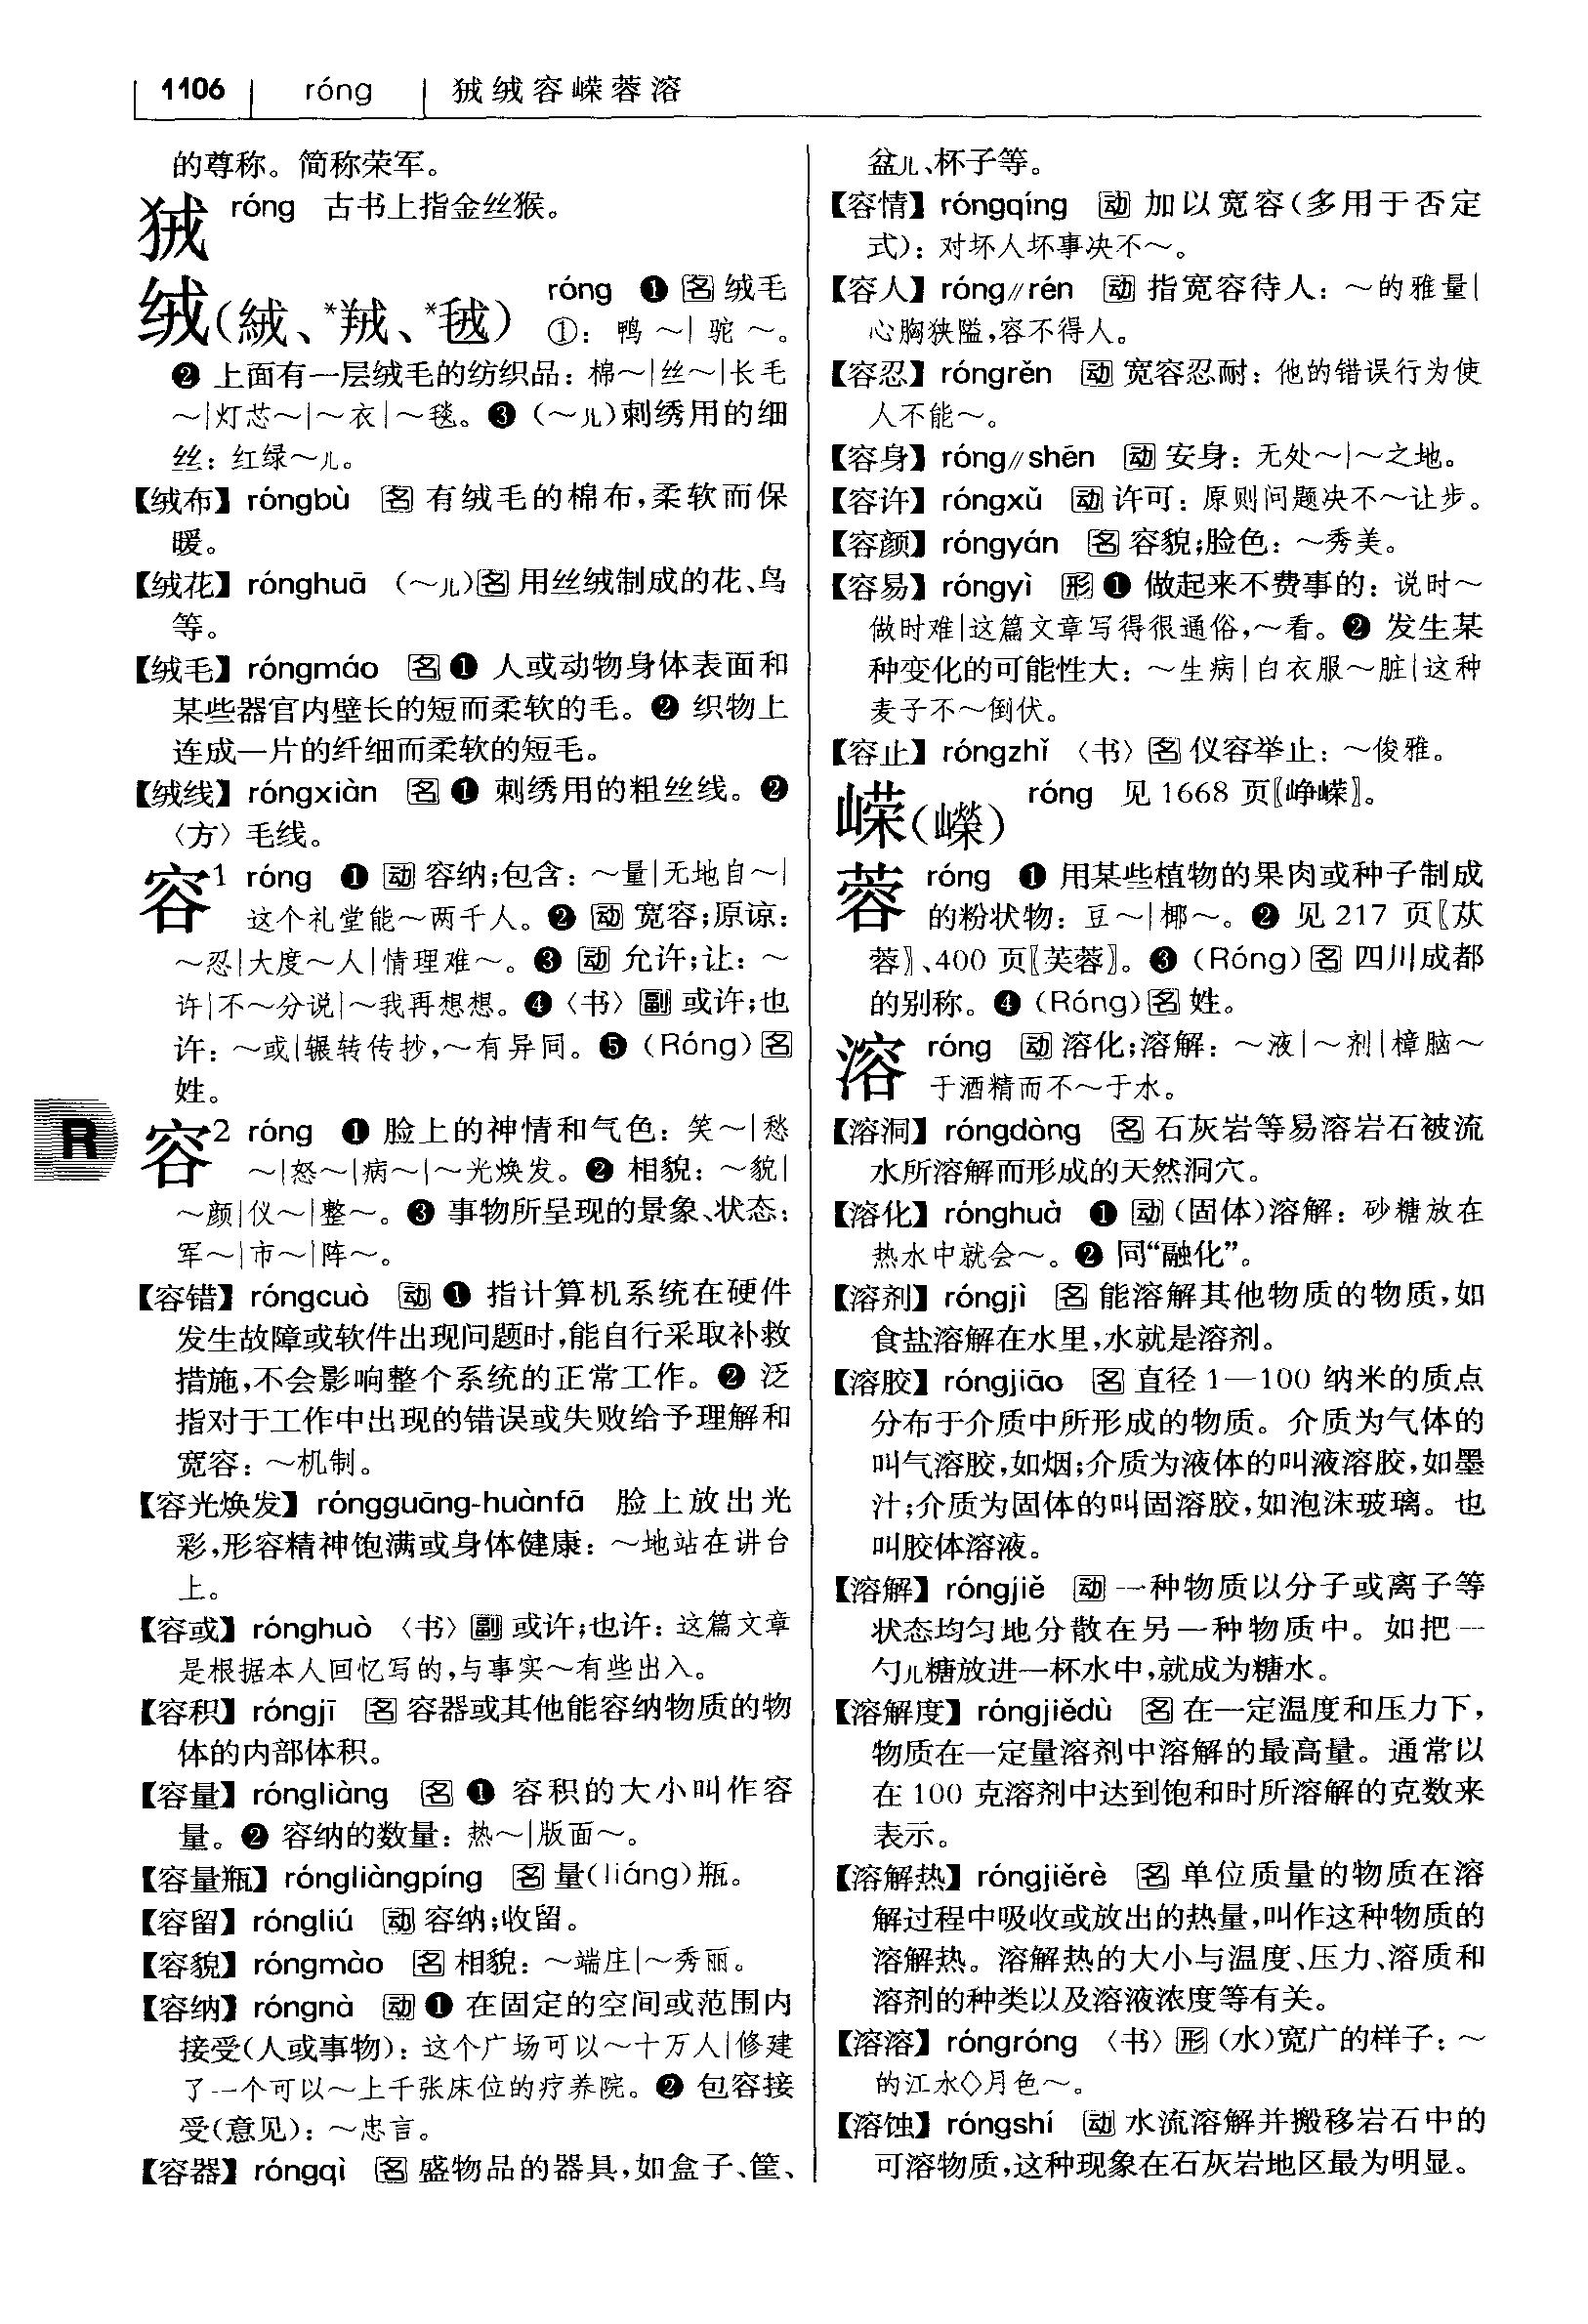 1106 róng 狨绒容嵘蓉溶
的尊称。简称荣军。
狨 róng 古书上指金丝猴。
绒(絨、*羢、*毧) róng ❶ 名 绒毛
①：鸭～|驼～。
❷ 上面有一层绒毛的纺织品：棉～|丝～|长毛
～|灯芯～|～衣|～毯。❸（～儿）刺绣用的细
丝：红绿～儿。
【绒布】róngbù 名 有绒毛的棉布，柔软而保
暖。
【绒花】rónghuā （～儿）名 用丝绒制成的花、鸟
等。
【绒毛】róngmáo 名 ❶ 人或动物身体表面和
某些器官内壁长的短而柔软的毛。❷ 织物上
连成一片的纤细而柔软的短毛。
【绒线】róngxiàn 名 ❶ 刺绣用的粗丝线。❷
〈方〉毛线。
容1 róng ❶ 动 容纳；包含：～量|无地自～|
这个礼堂能～两千人。❷ 动 宽容；原谅：
～忍|大度～人|情理难～。❸ 动 允许；让：～
许|不～分说|～我再想想。❹〈书〉副 或许；也
许：～或|辗转传抄，～有异同。❺（Róng）名
姓。
容2 róng ❶ 脸上的神情和气色：笑～|愁
～|怒～|病～|～光焕发。❷ 相貌：～貌|
～颜|仪～|整～。❸ 事物所呈现的景象、状态：
军～|市～|阵～。
【容错】róngcuò 动 ❶ 指计算机系统在硬件
发生故障或软件出现问题时，能自行采取补救
措施，不会影响整个系统的正常工作。❷ 泛
指对于工作中出现的错误或失败给予理解和
宽容：～机制。
【容光焕发】róngguāng-huànfā 脸上放出光
彩，形容精神饱满或身体健康：～地站在讲台
上。
【容或】rónghuò 〈书〉副 或许；也许：这篇文章
是根据本人回忆写的，与事实～有些出入。
【容积】róngjī 名 容器或其他能容纳物质的物
体的内部体积。
【容量】róngliàng 名 ❶ 容积的大小叫作容
量。❷ 容纳的数量：热～|版面～。
【容量瓶】róngliàngpíng 名 量(liáng)瓶。
【容留】róngliú 动 容纳；收留。
【容貌】róngmào 名 相貌：～端庄|～秀丽。
【容纳】róngnà 动 ❶ 在固定的空间或范围内
接受（人或事物）：这个广场可以～十万人|修建
了一个可以～上千张床位的疗养院。❷ 包容接
受（意见）：～忠言。
【容器】róngqì 名 盛物品的器具，如盒子、筐、
R
盆儿、杯子等。
【容情】róngqíng 动 加以宽容（多用于否定
式）：对坏人坏事决不～。
【容人】róng//rén 动 指宽容待人：～的雅量|
心胸狭隘，容不得人。
【容忍】róngrěn 动 宽容忍耐：他的错误行为使
人不能～。
【容身】róng//shēn 动 安身：无处～|～之地。
【容许】róngxǔ 动 许可：原则问题决不～让步。
【容颜】róngyán 名 容貌；脸色：～秀美。
【容易】róngyì 形 ❶ 做起来不费事的：说时～
做时难|这篇文章写得很通俗，～看。❷ 发生某
种变化的可能性大：～生病|白衣服～脏|这种
麦子不～倒伏。
【容止】róngzhǐ 〈书〉名 仪容举止：～俊雅。
嵘(嶸) róng 见 1668 页〖峥嵘〗。
蓉 róng ❶ 用某些植物的果肉或种子制成
的粉状物：豆～|椰～。❷ 见 217 页〖苁
蓉〗、400 页〖芙蓉〗。❸（Róng）名 四川成都
的别称。❹（Róng）名 姓。
溶 róng 动 溶化；溶解：～液|～剂|樟脑～
于酒精而不～于水。
【溶洞】róngdòng 名 石灰岩等易溶岩石被流
水所溶解而形成的天然洞穴。
【溶化】rónghuà ❶ 动（固体）溶解：砂糖放在
热水中就会～。❷ 同“融化”。
【溶剂】róngjì 名 能溶解其他物质的物质，如
食盐溶解在水里，水就是溶剂。
【溶胶】róngjiāo 名 直径 1—100 纳米的质点
分布于介质中所形成的物质。介质为气体的
叫气溶胶，如烟；介质为液体的叫液溶胶，如墨
汁；介质为固体的叫固溶胶，如泡沫玻璃。也
叫胶体溶液。
【溶解】róngjiě 动 一种物质以分子或离子等
状态均匀地分散在另一种物质中。如把一
勺儿糖放进一杯水中，就成为糖水。
【溶解度】róngjiědù 名 在一定温度和压力下，
物质在一定量溶剂中溶解的最高量。通常以
在 100 克溶剂中达到饱和时所溶解的克数来
表示。
【溶解热】róngjiěrè 名 单位质量的物质在溶
解过程中吸收或放出的热量，叫作这种物质的
溶解热。溶解热的大小与温度、压力、溶质和
溶剂的种类以及溶液浓度等有关。
【溶溶】róngróng 〈书〉形（水）宽广的样子：～
的江水◇月色～。
【溶蚀】róngshí 动 水流溶解并搬移岩石中的
可溶物质，这种现象在石灰岩地区最为明显。